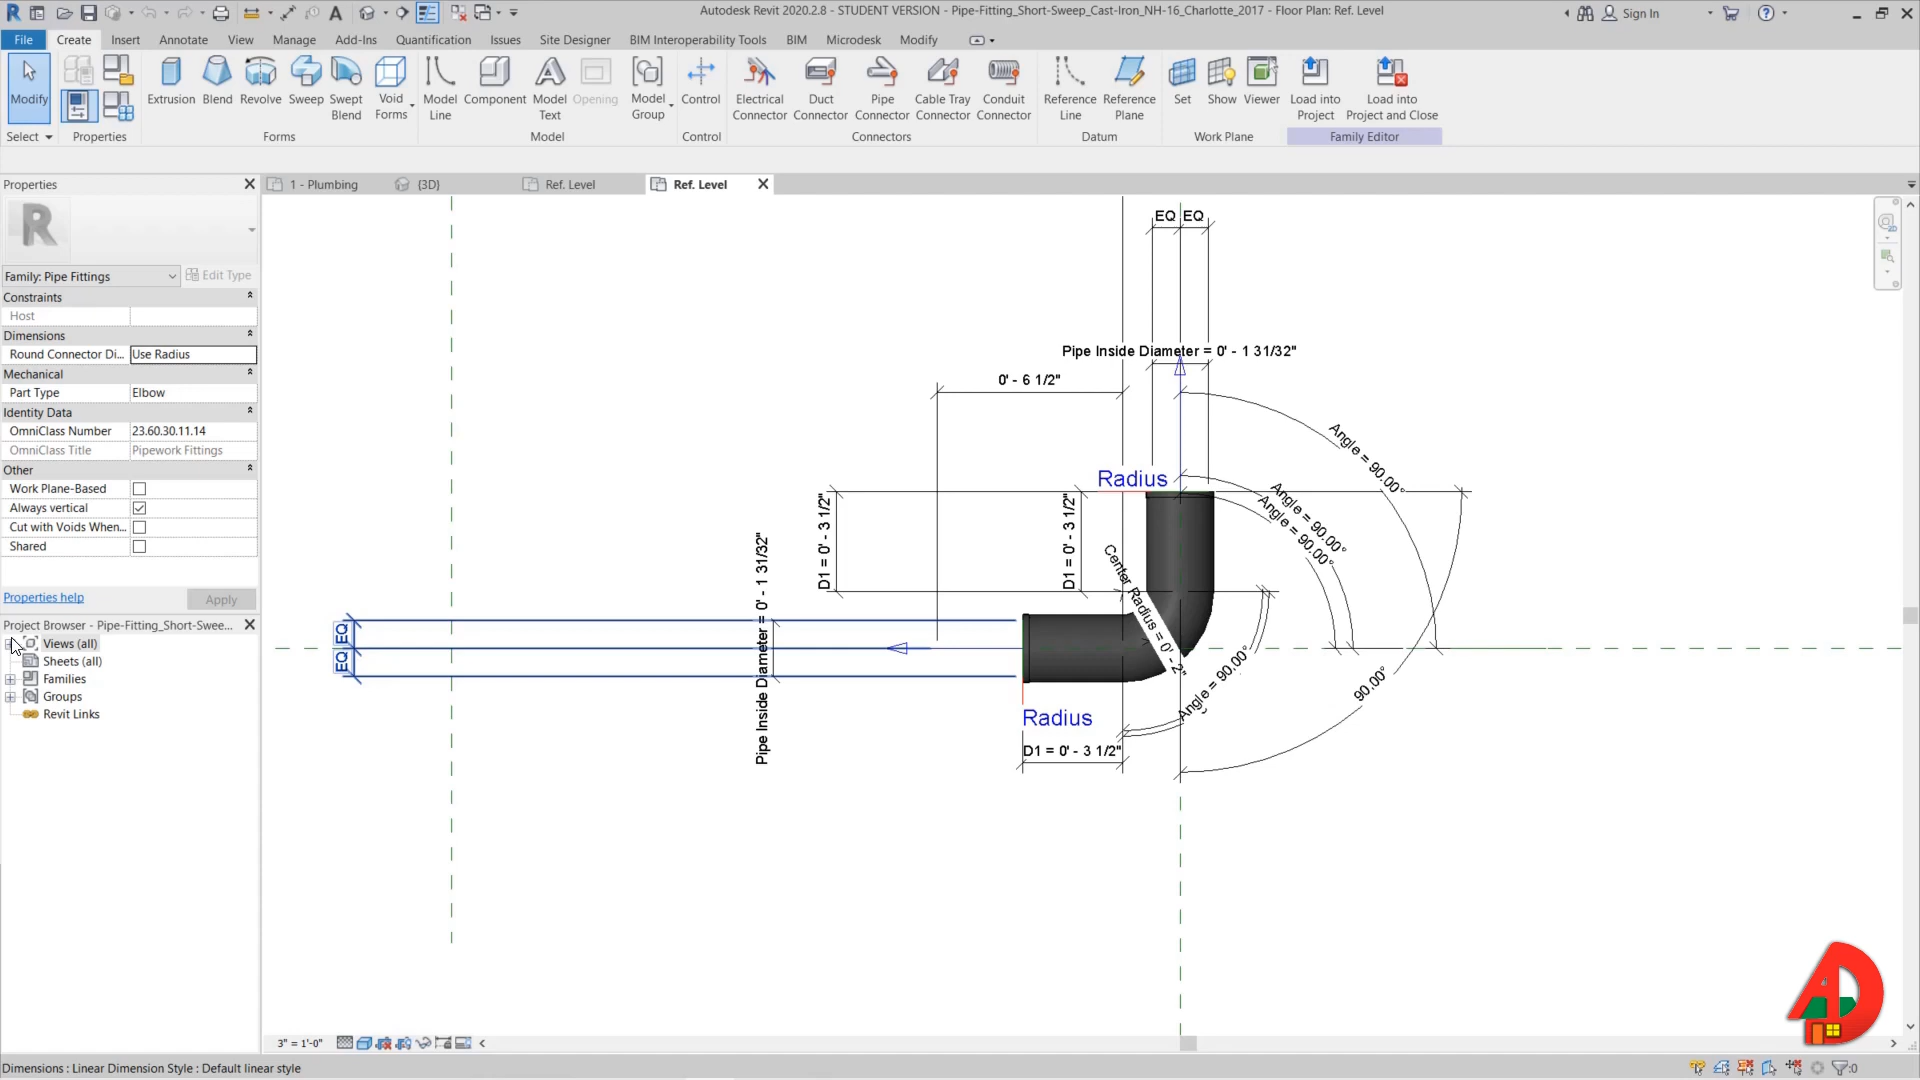 Autodesk Revit 2020.2.8 - STUDENT VERSION - Pipe-Fitting_Short-Sweep_Cast-Iron_NH-16_Charlotte_2017 - Floor Plan: Ref. Level
Sign In
File Create Insert Annotate View Manage Add-Ins Quantification Issues Site Designer BIM Interoperability Tools BIM Microdesk Modify
Modify
Extrusion
Blend
Revolve
Sweep
Swept Blend
Void Forms
Model Line
Component
Model Text
Opening
Model Group
Control
Electrical Connector
Duct Connector
Pipe Connector
Cable Tray Connector
Conduit Connector
Reference Line
Reference Plane
Set
Show
Viewer
Load into Project
Load into Project and Close
Select Properties Forms Model Control Connectors Datum Work Plane Family Editor
Properties
1 - Plumbing
{3D}
Ref. Level
Ref. Level
Family: Pipe Fittings
Edit Type
Constraints
Host
Dimensions
Round Connector Di... Use Radius
Mechanical
Part Type Elbow
Identity Data
OmniClass Number 23.60.30.11.14
OmniClass Title Pipework Fittings
Other
Work Plane-Based
Always vertical
Cut with Voids When...
Shared
Properties help
Apply
Project Browser - Pipe-Fitting_Short-Swee...
Views (all)
Sheets (all)
Families
Groups
Revit Links
EQ EQ
Pipe Inside Diameter = 0' - 1 31/32"
0' - 6 1/2"
Radius
Angle = 90.00°
Angle = 90.00°
Angle = 90.00°
D1 = 0' - 3 1/2"
D1 = 0' - 3 1/2"
Center Radius = 0' - 2"
Pipe Inside Diameter = 0' - 1 31/32"
EQ
EQ
Angle = 90.00°
90.00°
Radius
D1 = 0' - 3 1/2"
3" = 1'-0"
Dimensions : Linear Dimension Style : Default linear style
:0
AD